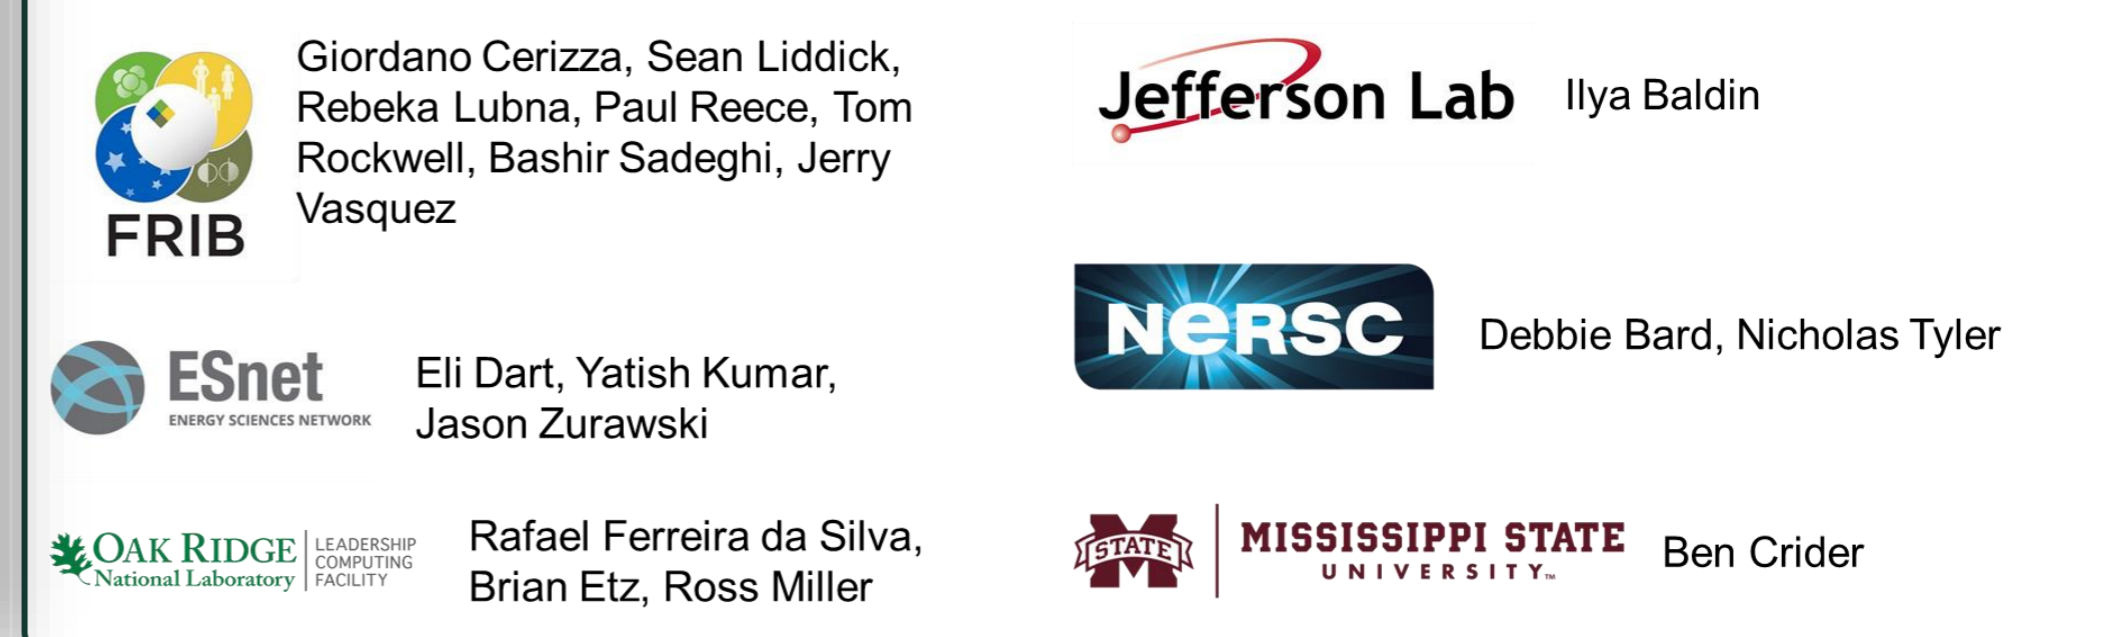 FRIB
Giordano Cerizza, Sean Liddick,
Rebeka Lubna, Paul Reece, Tom
Rockwell, Bashir Sadeghi, Jerry
Vasquez
Jefferson Lab
Ilya Baldin
ESnet
ENERGY SCIENCES NETWORK
Eli Dart, Yatish Kumar,
Jason Zurawski
NeRSC
Debbie Bard, Nicholas Tyler
OAK RIDGE
National Laboratory
LEADERSHIP
COMPUTING
FACILITY
Rafael Ferreira da Silva,
Brian Etz, Ross Miller
STATE
MISSISSIPPI STATE
UNIVERSITY™
Ben Crider